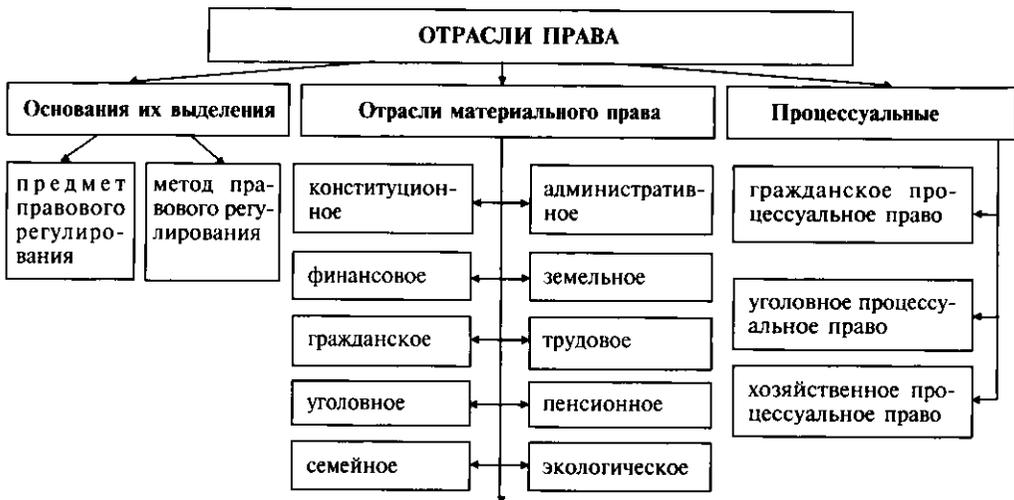 ОТРАСЛИ ПРАВА
Основания их выделения
предмет
правового
регулиро-
вания
метод пра-
вового регу-
лирования
Отрасли материального права
конституцион-
ное
административ-
ное
финансовое
земельное
гражданское
трудовое
уголовное
пенсионное
семейное
экологическое
Процессуальные
гражданское про-
цессуальное право
уголовное процессу-
альное право
хозяйственное про-
цессуальное право